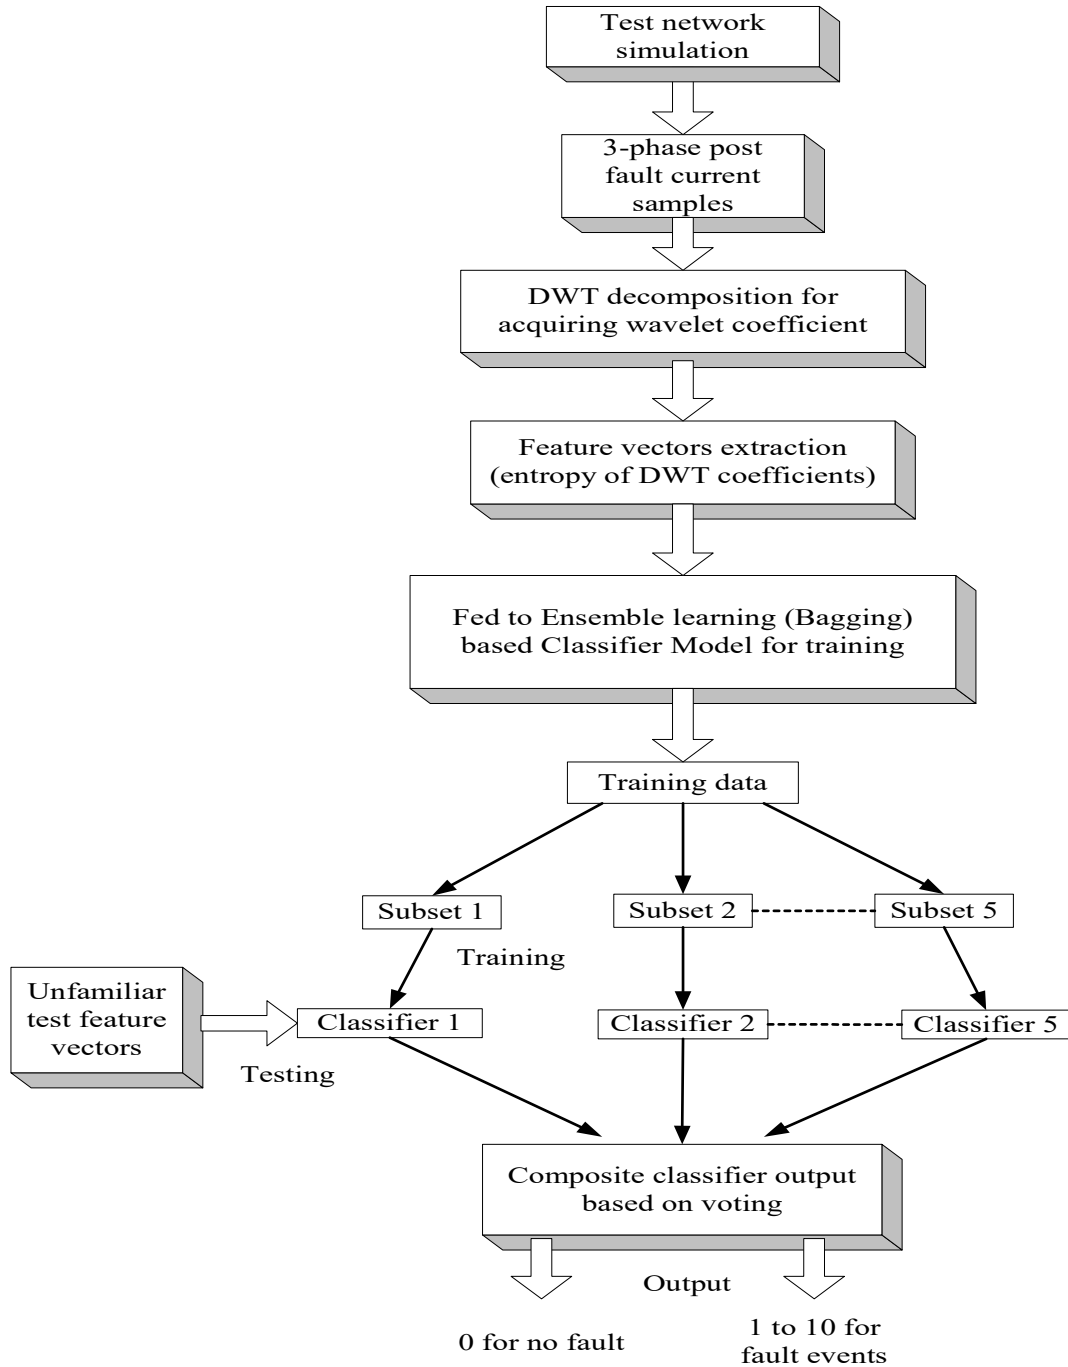 Test network
simulation
3-phase post
fault current
samples
DWT decomposition for
acquiring wavelet coefficient
Feature vectors extraction
(entropy of DWT coefficients)
Fed to Ensemble learning (Bagging)
based Classifier Model for training
Training data
Subset 1
Subset 2
Subset 5
Training
Unfamiliar
test feature
vectors
Classifier 1
Classifier 2
Classifier 5
Testing
Composite classifier output
based on voting
Output
0 for no fault
1 to 10 for
fault events